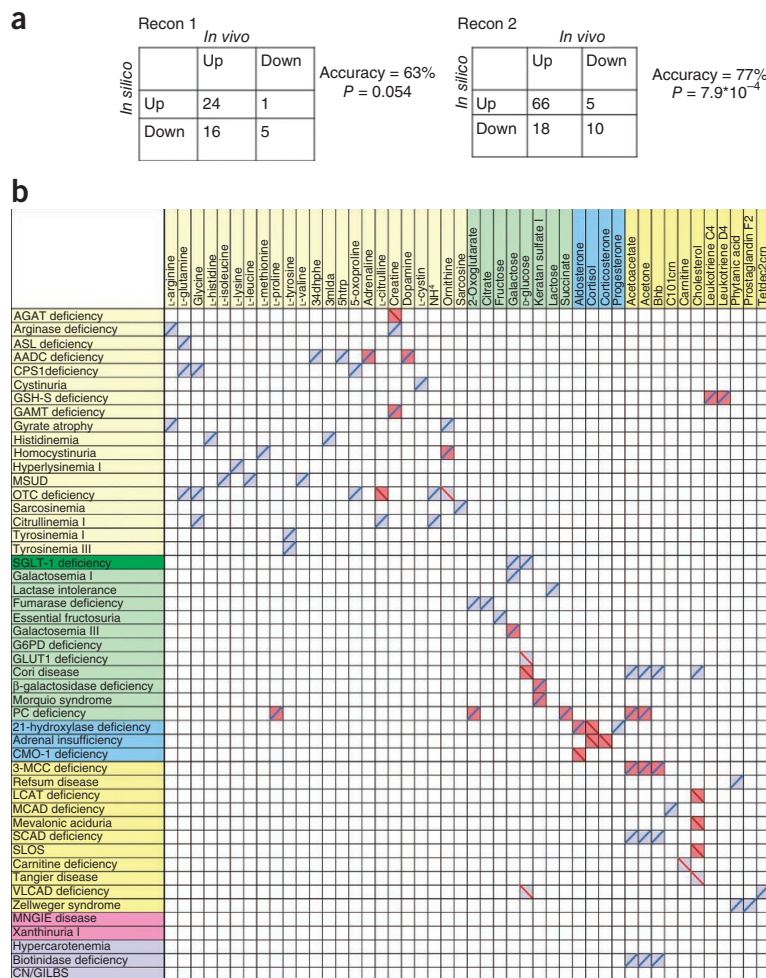 a
Recon 1
In vivo
In silico
Up Down
Up 24 1
Down 16 5
Accuracy = 63%
P = 0.054
Recon 2
In vivo
In silico
Up Down
Up 66 5
Down 18 10
Accuracy = 77%
P = 7.9*10⁻⁴
b
L-arginine
L-glutamine
Glycine
L-histidine
L-isoleucine
L-lysine
L-leucine
L-methionine
L-proline
L-tyrosine
L-valine
34dhphe
3mlda
5htrp
5-oxoproline
Adrenaline
L-citrulline
Creatine
Dopamine
L-cystin
NH⁴
Ornithine
Sarcosine
2-Oxoglutarate
Citrate
Fructose
Galactose
D-glucose
Keratan sulfate I
Lactose
Succinate
Aldosterone
Cortisol
Corticosterone
Progesterone
Acetoacetate
Acetone
Bhb
C101crn
Carnitine
Cholesterol
Leukotriene C4
Leukotriene D4
Phytanic acid
Prostaglandin F2
Tetdec2crn
AGAT deficiency
Arginase deficiency
ASL deficiency
AADC deficiency
CPS1deficiency
Cystinuria
GSH-S deficiency
GAMT deficiency
Gyrate atrophy
Histidinemia
Homocystinuria
Hyperlysinemia I
MSUD
OTC deficiency
Sarcosinemia
Citrullinemia I
Tyrosinemia I
Tyrosinemia III
SGLT-1 deficiency
Galactosemia I
Lactase intolerance
Fumarase deficiency
Essential fructosuria
Galactosemia III
G6PD deficiency
GLUT1 deficiency
Cori disease
β-galactosidase deficiency
Morquio syndrome
PC deficiency
21-hydroxylase deficiency
Adrenal insufficiency
CMO-1 deficiency
3-MCC deficiency
Refsum disease
LCAT deficiency
MCAD deficiency
Mevalonic aciduria
SCAD deficiency
SLOS
Carnitine deficiency
Tangier disease
VLCAD deficiency
Zellweger syndrome
MNGIE disease
Xanthinuria I
Hypercarotenemia
Biotinidase deficiency
CN/GILBS